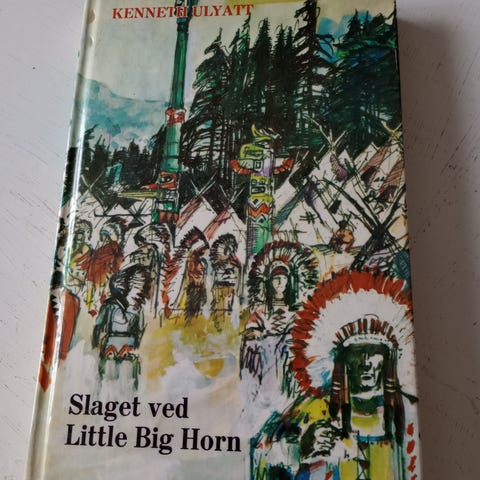 KENNETH ULYATT
Slaget ved
Little Big Horn